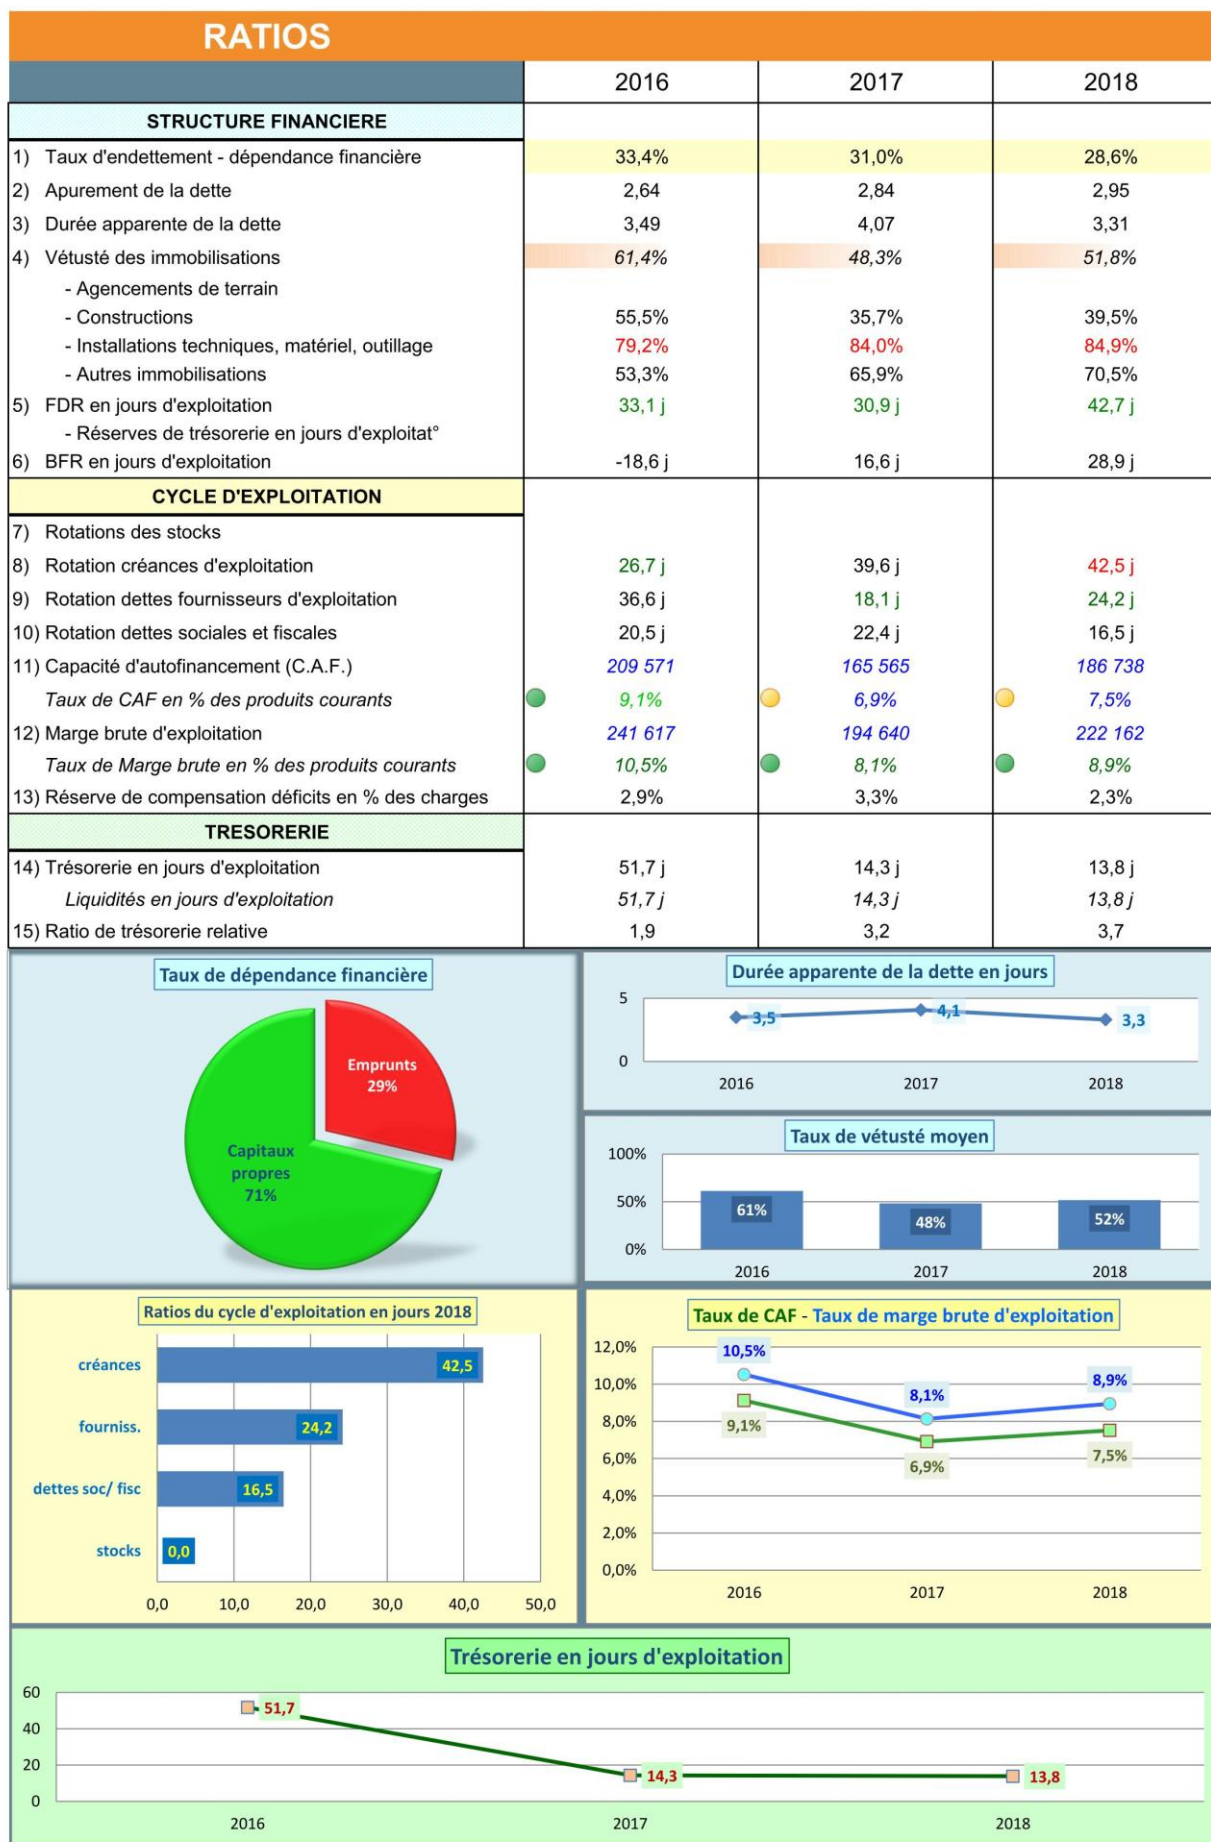 RATIOS
2016 2017 2018
STRUCTURE FINANCIERE
1) Taux d'endettement - dépendance financière 33,4% 31,0% 28,6%
2) Apurement de la dette 2,64 2,84 2,95
3) Durée apparente de la dette 3,49 4,07 3,31
4) Vétusté des immobilisations 61,4% 48,3% 51,8%
- Agencements de terrain
- Constructions 55,5% 35,7% 39,5%
- Installations techniques, matériel, outillage 79,2% 84,0% 84,9%
- Autres immobilisations 53,3% 65,9% 70,5%
5) FDR en jours d'exploitation 33,1 j 30,9 j 42,7 j
- Réserves de trésorerie en jours d'exploitat°
6) BFR en jours d'exploitation -18,6 j 16,6 j 28,9 j
CYCLE D'EXPLOITATION
7) Rotations des stocks
8) Rotation créances d'exploitation 26,7 j 39,6 j 42,5 j
9) Rotation dettes fournisseurs d'exploitation 36,6 j 18,1 j 24,2 j
10) Rotation dettes sociales et fiscales 20,5 j 22,4 j 16,5 j
11) Capacité d'autofinancement (C.A.F.) 209 571 165 565 186 738
Taux de CAF en % des produits courants 9,1% 6,9% 7,5%
12) Marge brute d'exploitation 241 617 194 640 222 162
Taux de Marge brute en % des produits courants 10,5% 8,1% 8,9%
13) Réserve de compensation déficits en % des charges 2,9% 3,3% 2,3%
TRESORERIE
14) Trésorerie en jours d'exploitation 51,7 j 14,3 j 13,8 j
Liquidités en jours d'exploitation 51,7 j 14,3 j 13,8 j
15) Ratio de trésorerie relative 1,9 3,2 3,7
Taux de dépendance financière
Emprunts
29%
Capitaux
propres
71%
Durée apparente de la dette en jours
5
3,5 4,1 3,3
0
2016 2017 2018
Taux de vétusté moyen
100%
50%
61% 48% 52%
0%
2016 2017 2018
Ratios du cycle d'exploitation en jours 2018
créances 42,5
fourniss. 24,2
dettes soc/ fisc 16,5
stocks 0,0
0,0 10,0 20,0 30,0 40,0 50,0
Taux de CAF - Taux de marge brute d'exploitation
12,0%
10,0%
8,0%
6,0%
4,0%
2,0%
0,0%
10,5% 8,1% 8,9%
9,1% 6,9% 7,5%
2016 2017 2018
Trésorerie en jours d'exploitation
60
40
20
0
51,7 14,3 13,8
2016 2017 2018